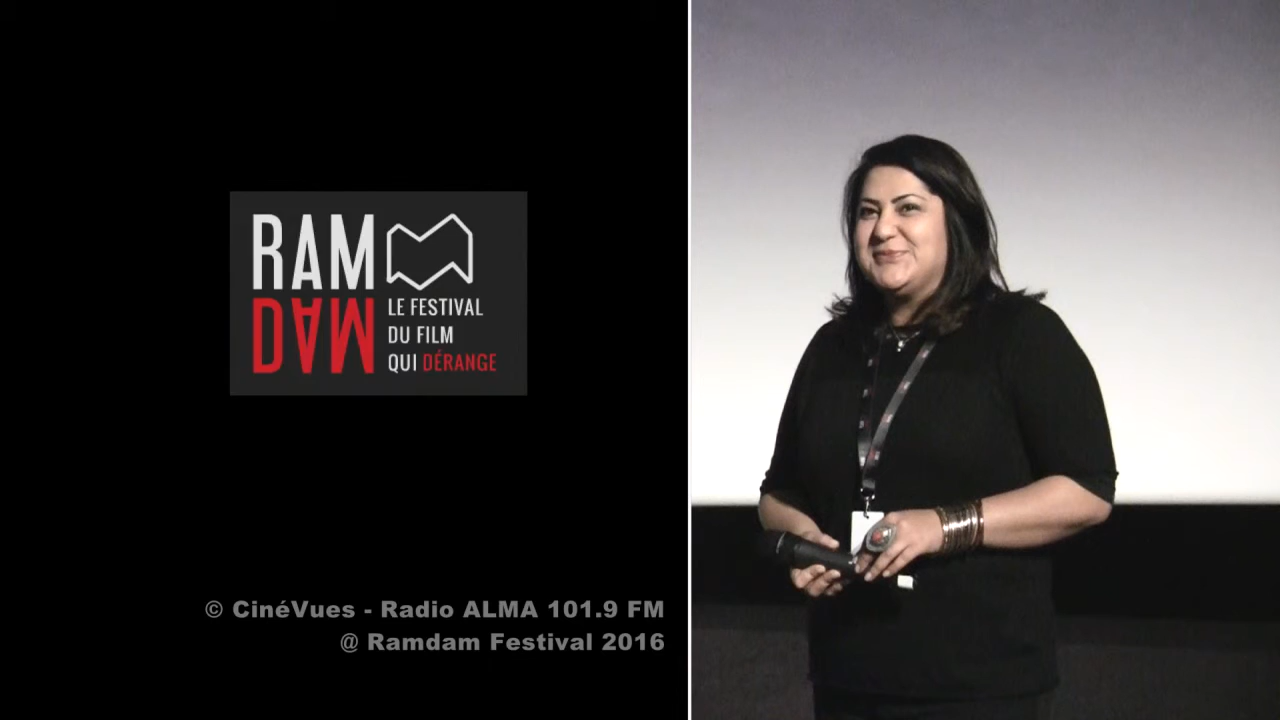 RAM
DAM
LE FESTIVAL
DU FILM
QUI DÉRANGE
© CinéVues - Radio ALMA 101.9 FM
@ Ramdam Festival 2016